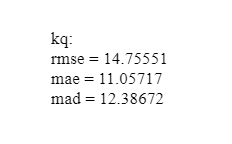 kq:
rmse = 14.75551
mae = 11.05717
mad = 12.38672